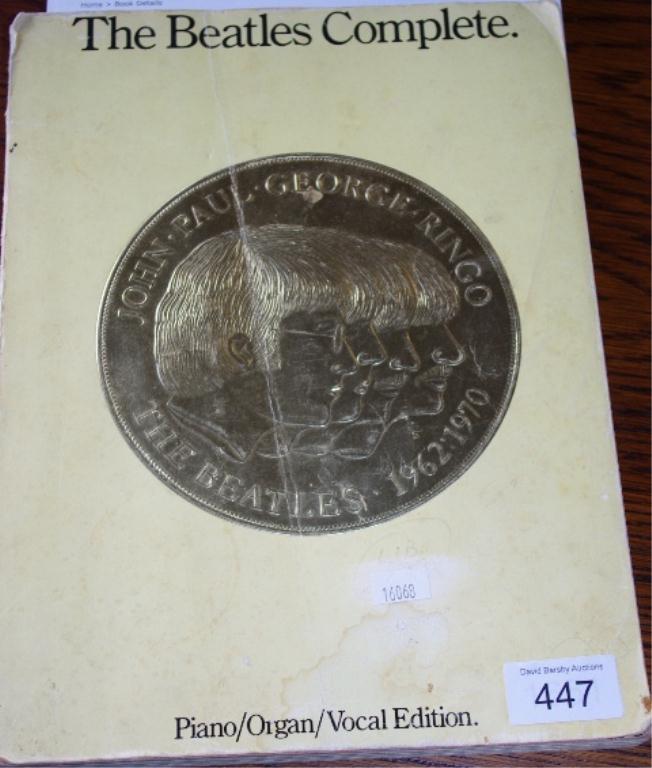 Home > Book Details
The Beatles Complete.
JOHN · PAUL · GEORGE · RINGO
THE BEATLES · 1962·1970
16068
David Barsby Auctions
447
Piano/Organ/Vocal Edition.